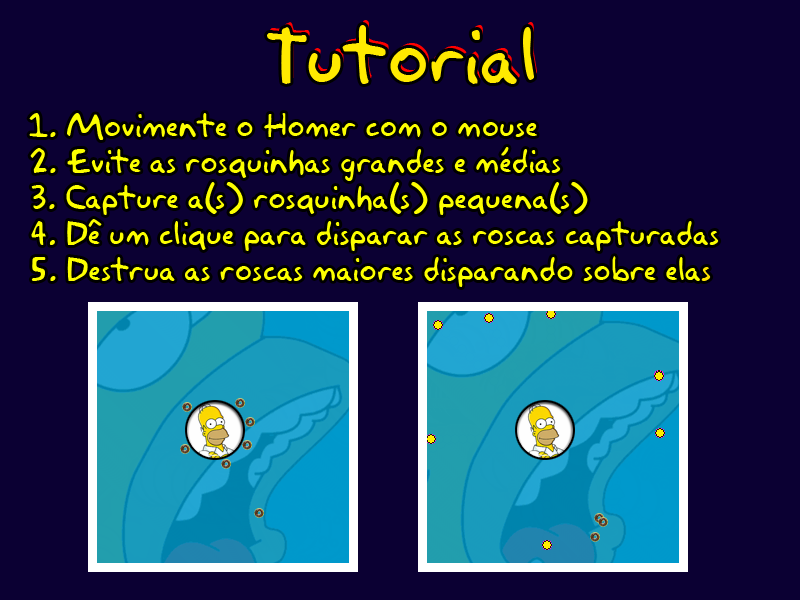 Tutorial
1. Movimente o Homer com o mouse
2. Evite as rosquinhas grandes e médias
3. Capture a(s) rosquinha(s) pequena(s)
4. Dê um clique para disparar as roscas capturadas
5. Destrua as roscas maiores disparando sobre elas